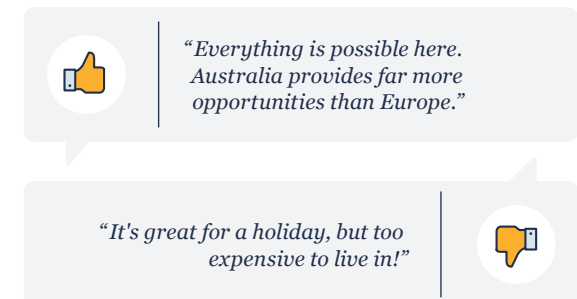 “Everything is possible here.
Australia provides far more
opportunities than Europe.”
“It's great for a holiday, but too
expensive to live in!”